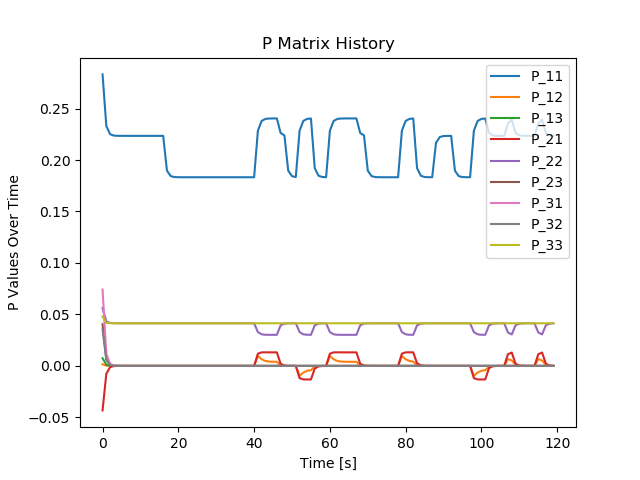 P Matrix History
P Values Over Time
0.25
0.20
0.15
0.10
0.05
0.00
−0.05
0
20
40
60
80
100
120
Time [s]
P_11
P_12
P_13
P_21
P_22
P_23
P_31
P_32
P_33